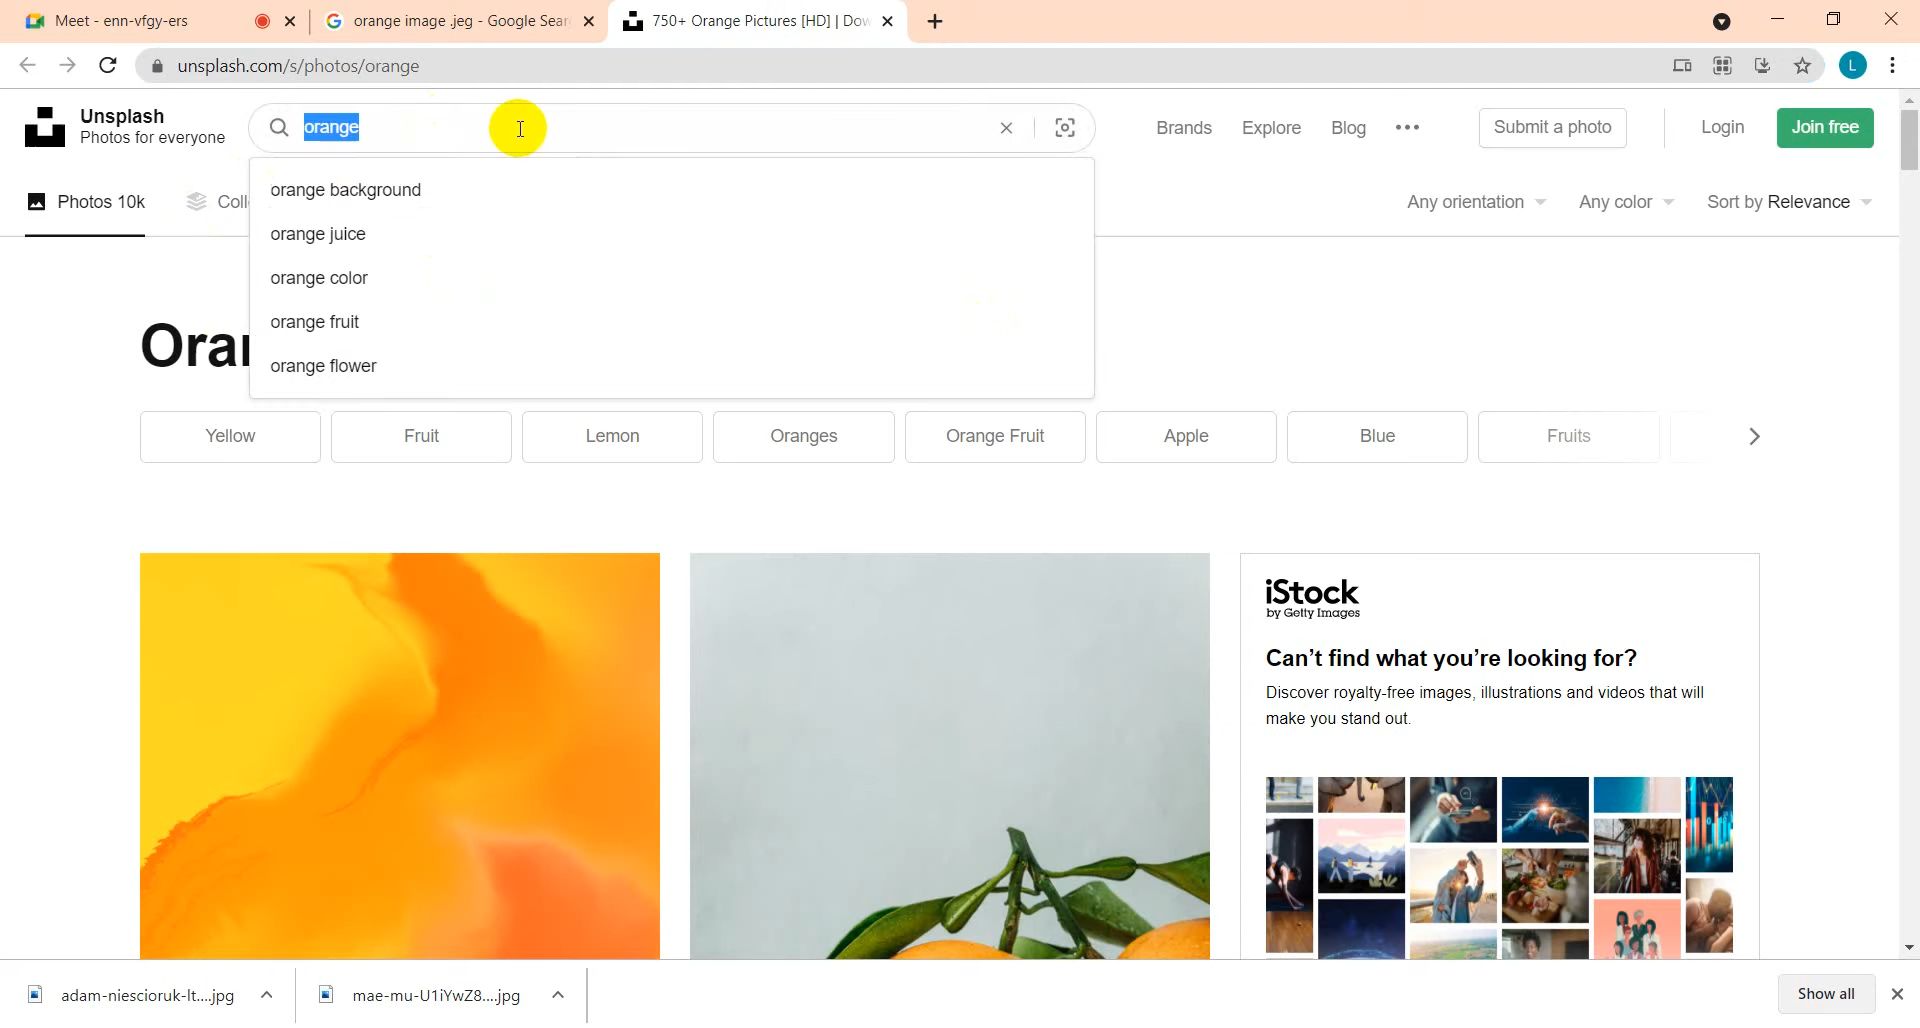 Meet - enn-vfgy-ers
orange image .jeg - Google Sear
750+ Orange Pictures [HD] | Dow
unsplash.com/s/photos/orange
L
Unsplash
Photos for everyone
orange
Brands
Explore
Blog
Submit a photo
Login
Join free
Photos 10k
Coll
orange background
orange juice
orange color
orange fruit
orange flower
Any orientation
Any color
Sort by Relevance
Oran
Yellow
Fruit
Lemon
Oranges
Orange Fruit
Apple
Blue
Fruits
iStock
by Getty Images
Can't find what you're looking for?
Discover royalty-free images, illustrations and videos that will
make you stand out.
adam-niescioruk-lt....jpg
mae-mu-U1iYwZ8....jpg
Show all